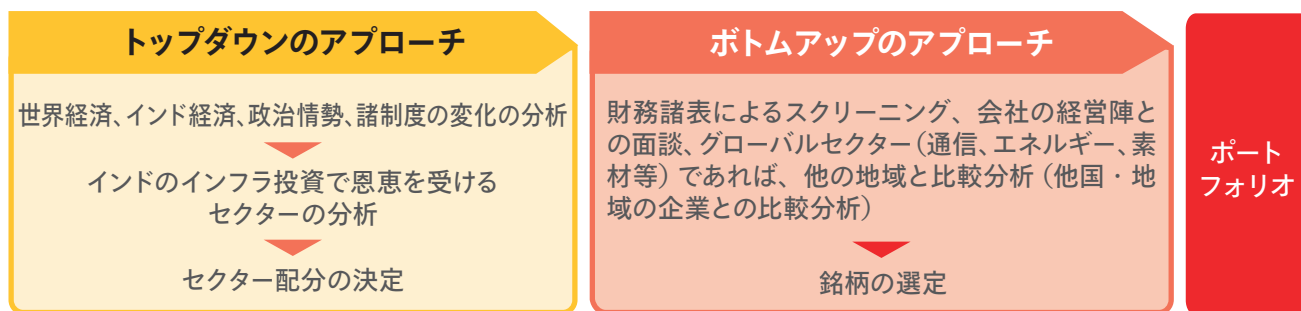 トップダウンのアプローチ
世界経済、インド経済、政治情勢、諸制度の変化の分析
インドのインフラ投資で恩恵を受ける
セクターの分析
セクター配分の決定
ボトムアップのアプローチ
財務諸表によるスクリーニング、会社の経営陣と
の面談、グローバルセクター（通信、エネルギー、素
材等）であれば、他の地域と比較分析（他国・地
域の企業との比較分析）
銘柄の選定
ポート
フォリオ